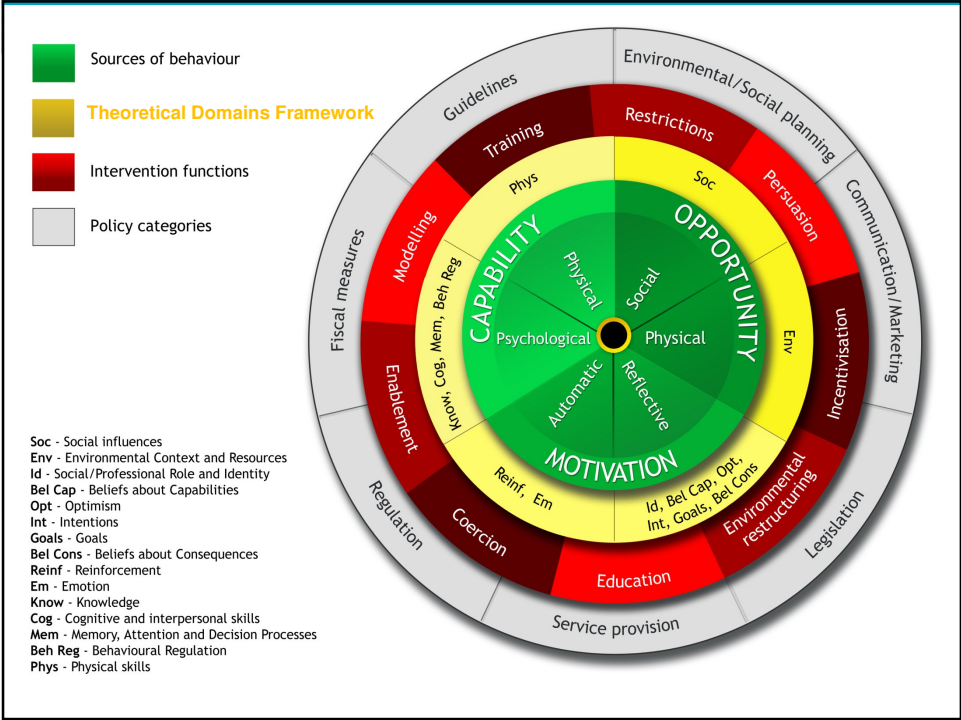 Sources of behaviour
Theoretical Domains Framework
Intervention functions
Policy categories
Soc - Social influences
Env - Environmental Context and Resources
Id - Social/Professional Role and Identity
Bel Cap - Beliefs about Capabilities
Opt - Optimism
Int - Intentions
Goals - Goals
Bel Cons - Beliefs about Consequences
Reinf - Reinforcement
Em - Emotion
Know - Knowledge
Cog - Cognitive and interpersonal skills
Mem - Memory, Attention and Decision Processes
Beh Reg - Behavioural Regulation
Phys - Physical skills
Guidelines
Environmental/Social planning
Communication/Marketing
Legislation
Service provision
Regulation
Fiscal measures
Training
Restrictions
Persuasion
Incentivisation
Environmental
restructuring
Education
Coercion
Enablement
Modelling
Phys
Soc
Env
Id, Bel Cap, Opt,
Int, Goals, Bel Cons
Reinf, Em
Know, Cog, Mem, Beh Reg
CAPABILITY
OPPORTUNITY
MOTIVATION
Physical
Social
Physical
Reflective
Automatic
Psychological